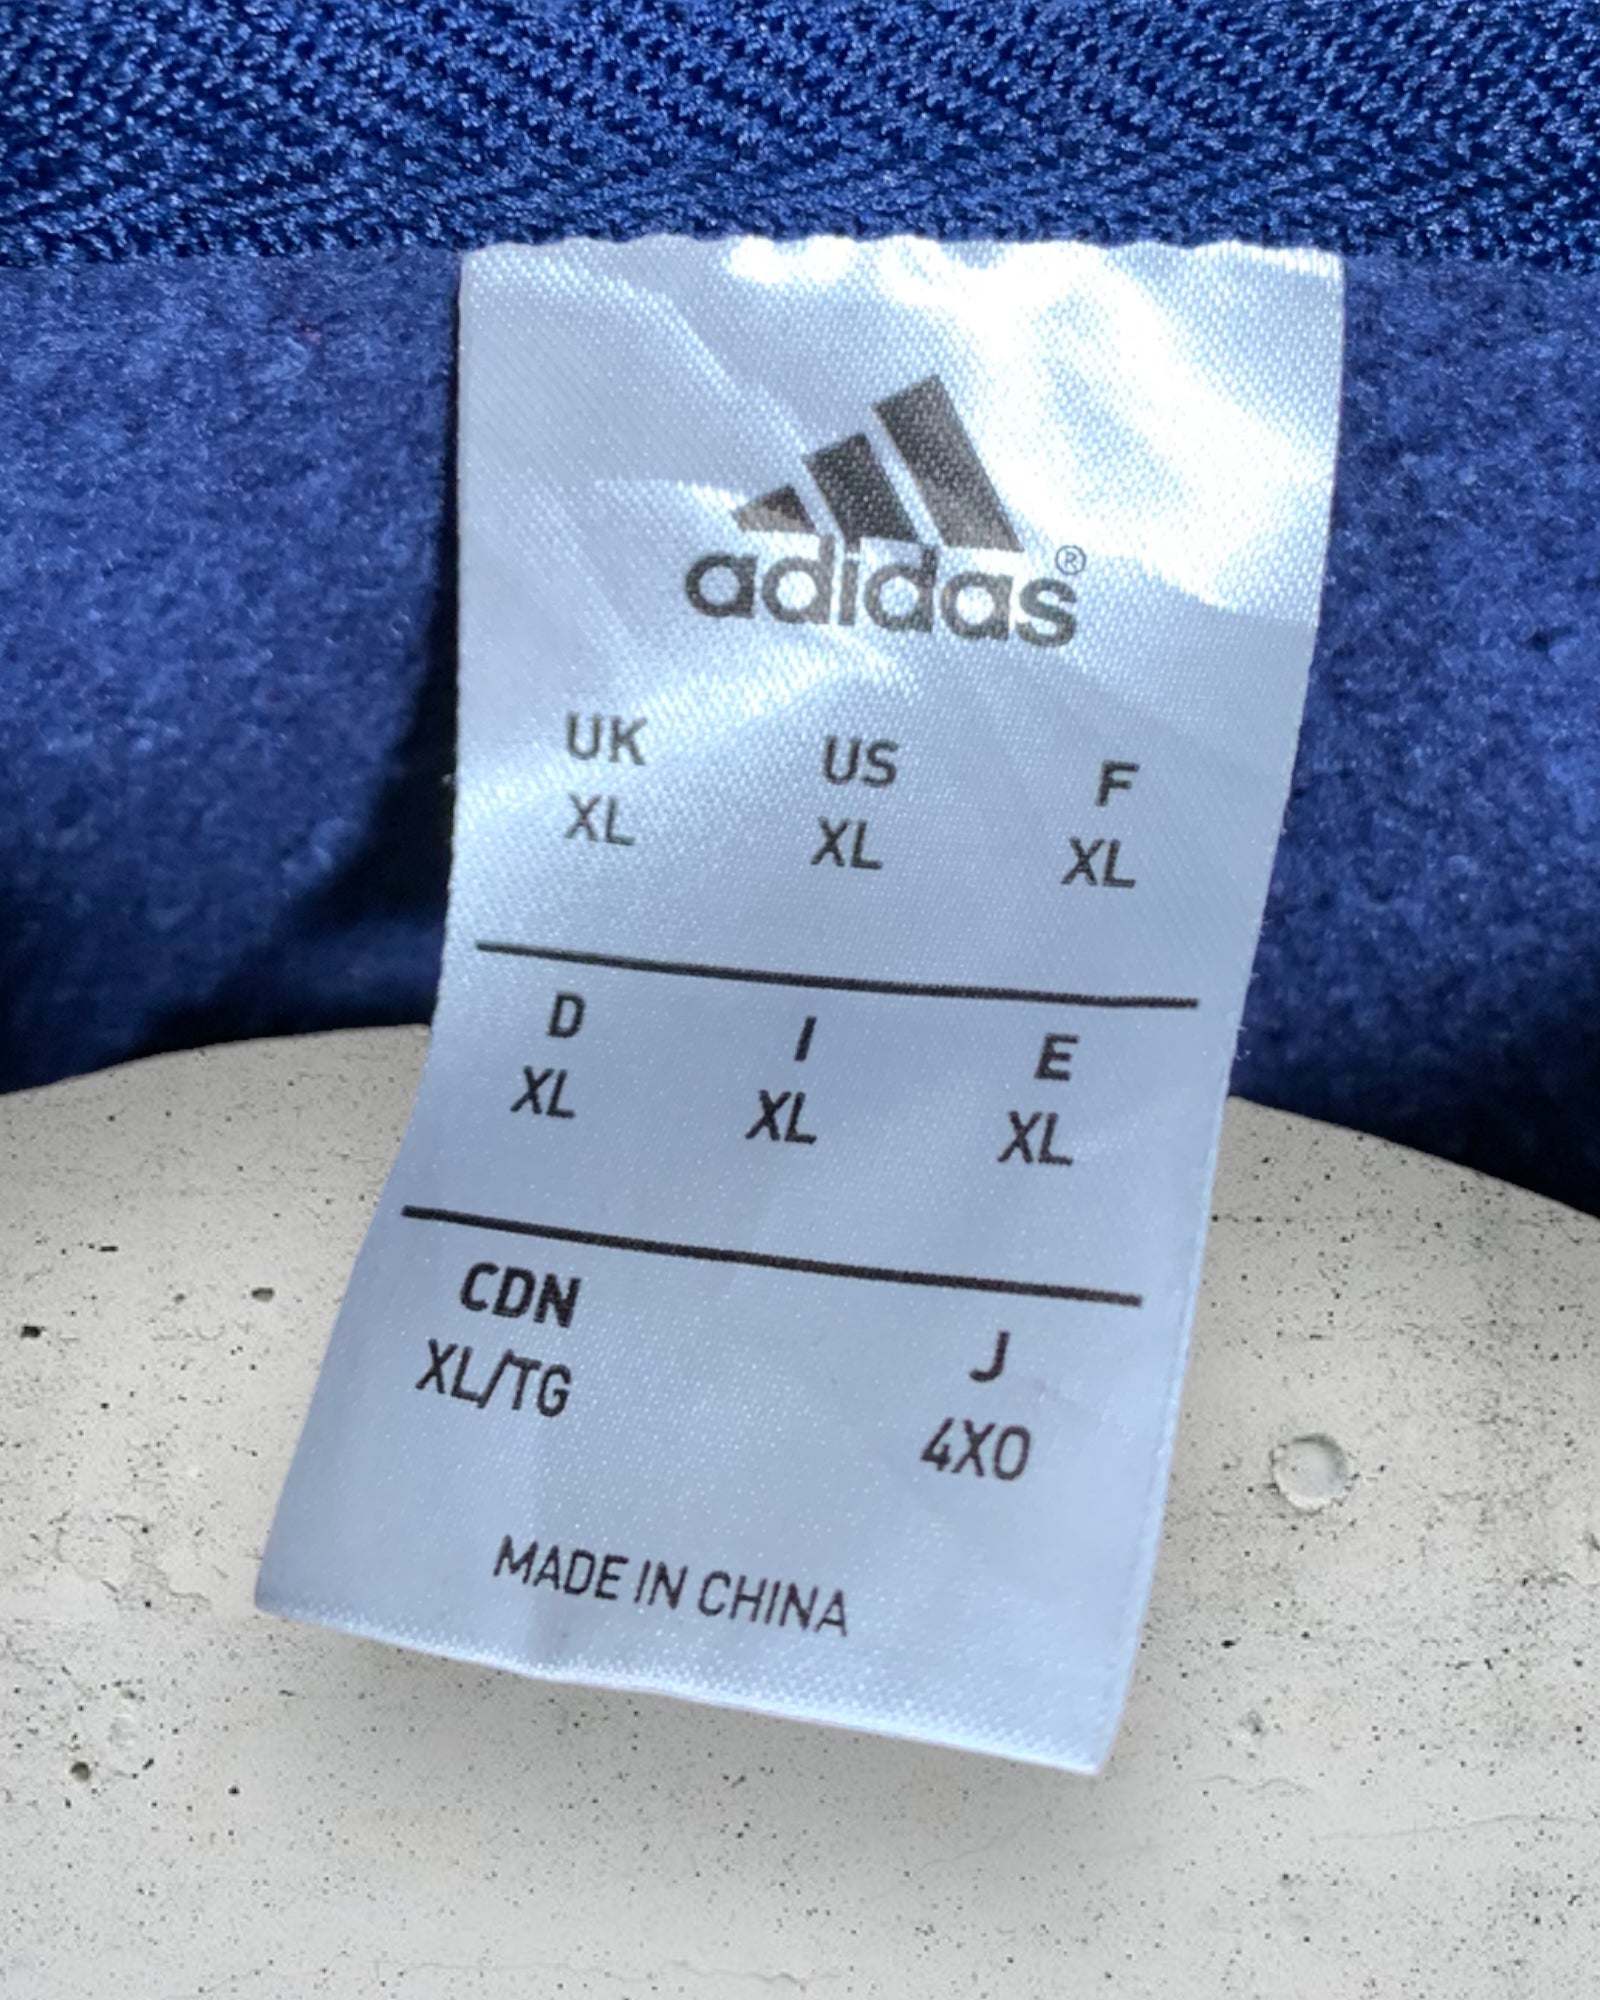 adidas®
UK US F
XL XL XL
D I E
XL XL XL
CDN J
XL/TG 4XO
MADE IN CHINA